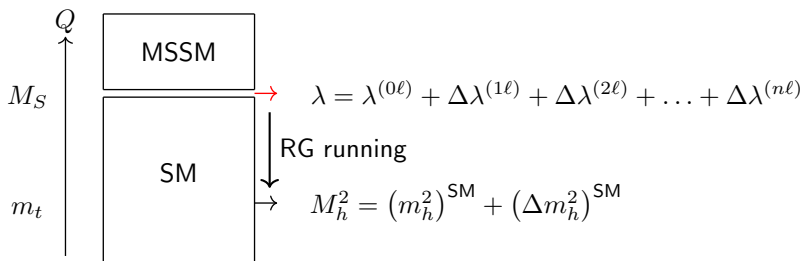 Q
MSSM
M_S λ = λ^{(0ℓ)} + Δλ^{(1ℓ)} + Δλ^{(2ℓ)} + … + Δλ^{(nℓ)}
RG running
SM
m_t M_h^2 = (m_h^2)^{SM} + (Δm_h^2)^{SM}